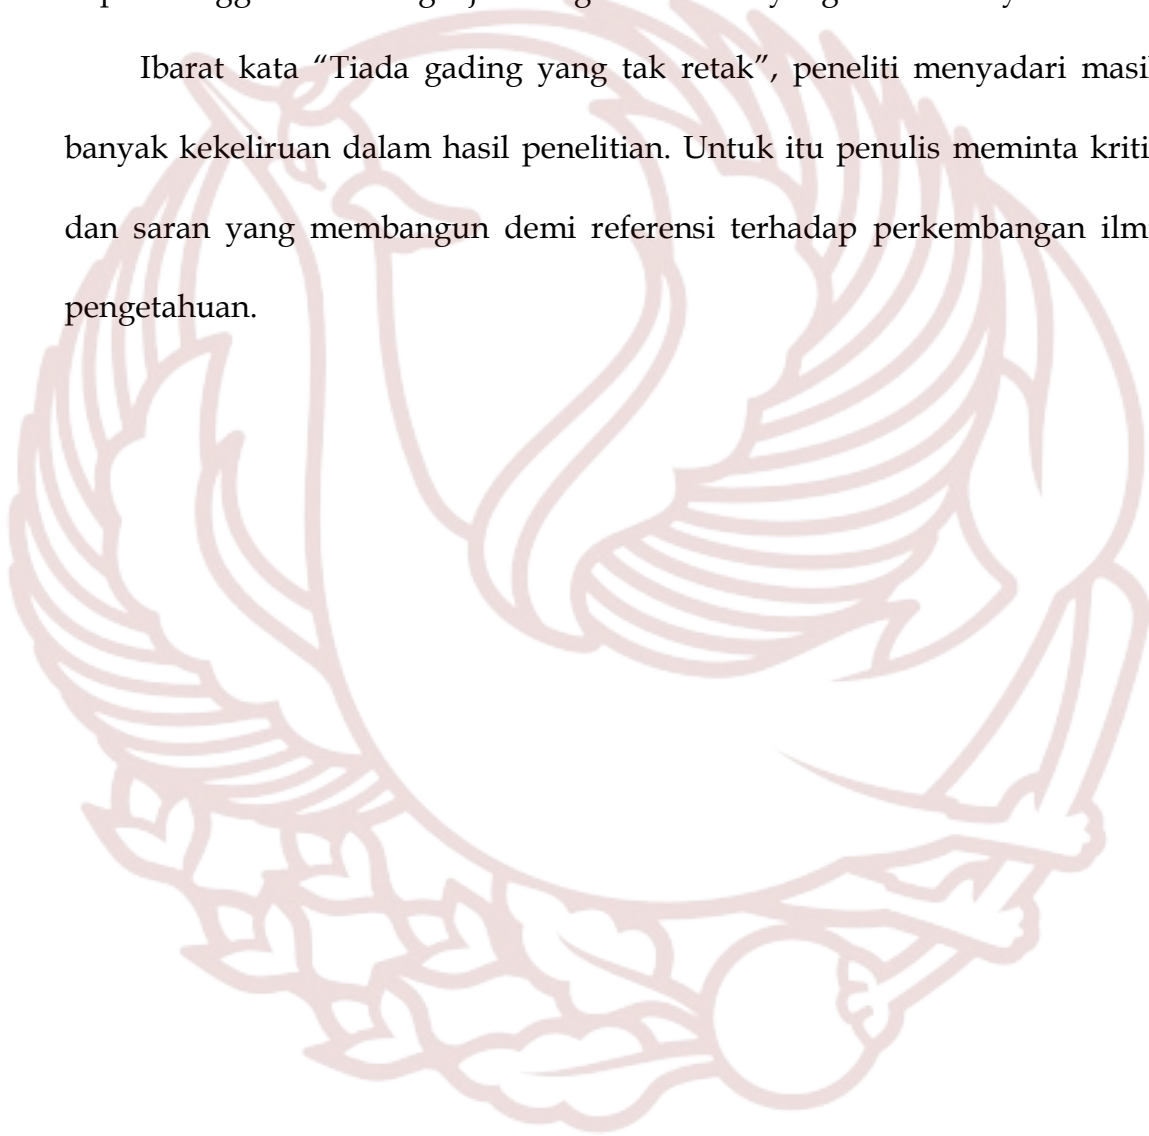 Ibarat kata “Tiada gading yang tak retak”, peneliti menyadari masi
banyak kekeliruan dalam hasil penelitian. Untuk itu penulis meminta kriti
dan saran yang membangun demi referensi terhadap perkembangan ilm
pengetahuan.